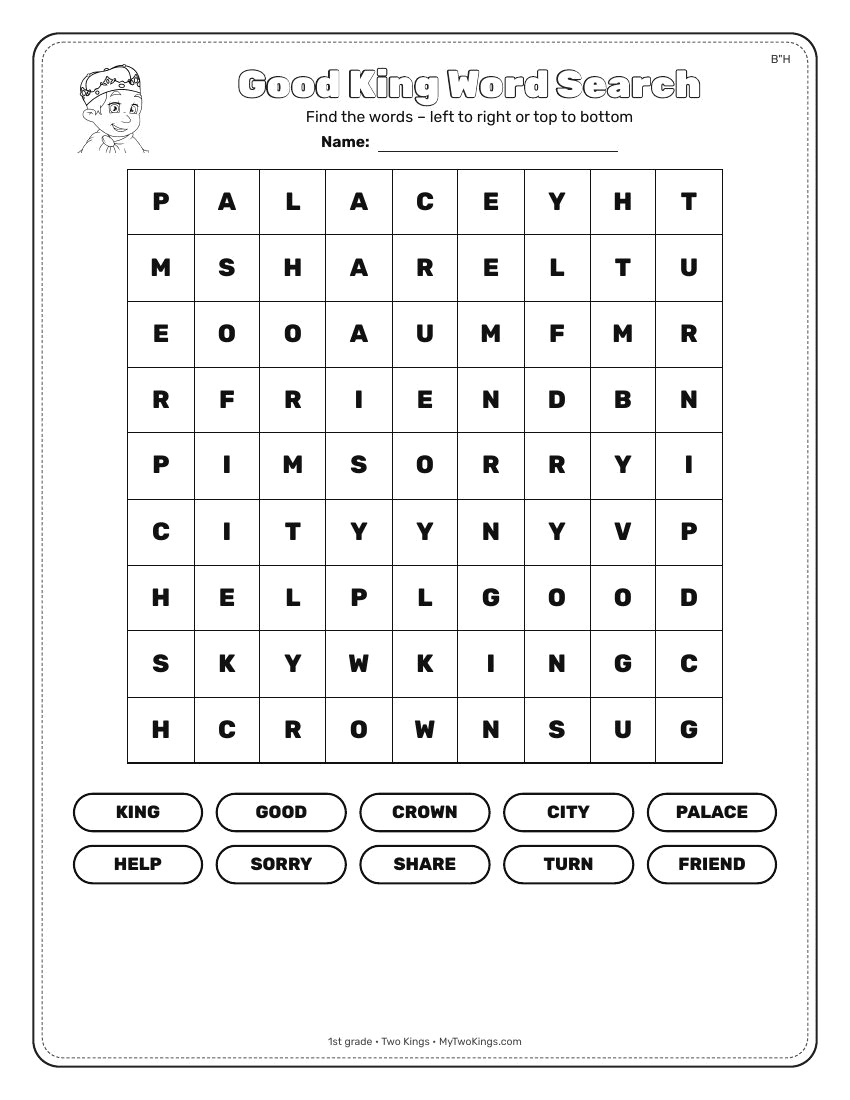 B"H
Good King Word Search
Find the words – left to right or top to bottom
Name:
P A L A C E Y H T
M S H A R E L T U
E O O A U M F M R
R F R I E N D B N
P I M S O R R Y I
C I T Y Y N Y V P
H E L P L G O O D
S K Y W K I N G C
H C R O W N S U G
KING GOOD CROWN CITY PALACE
HELP SORRY SHARE TURN FRIEND
1st grade • Two Kings • MyTwoKings.com